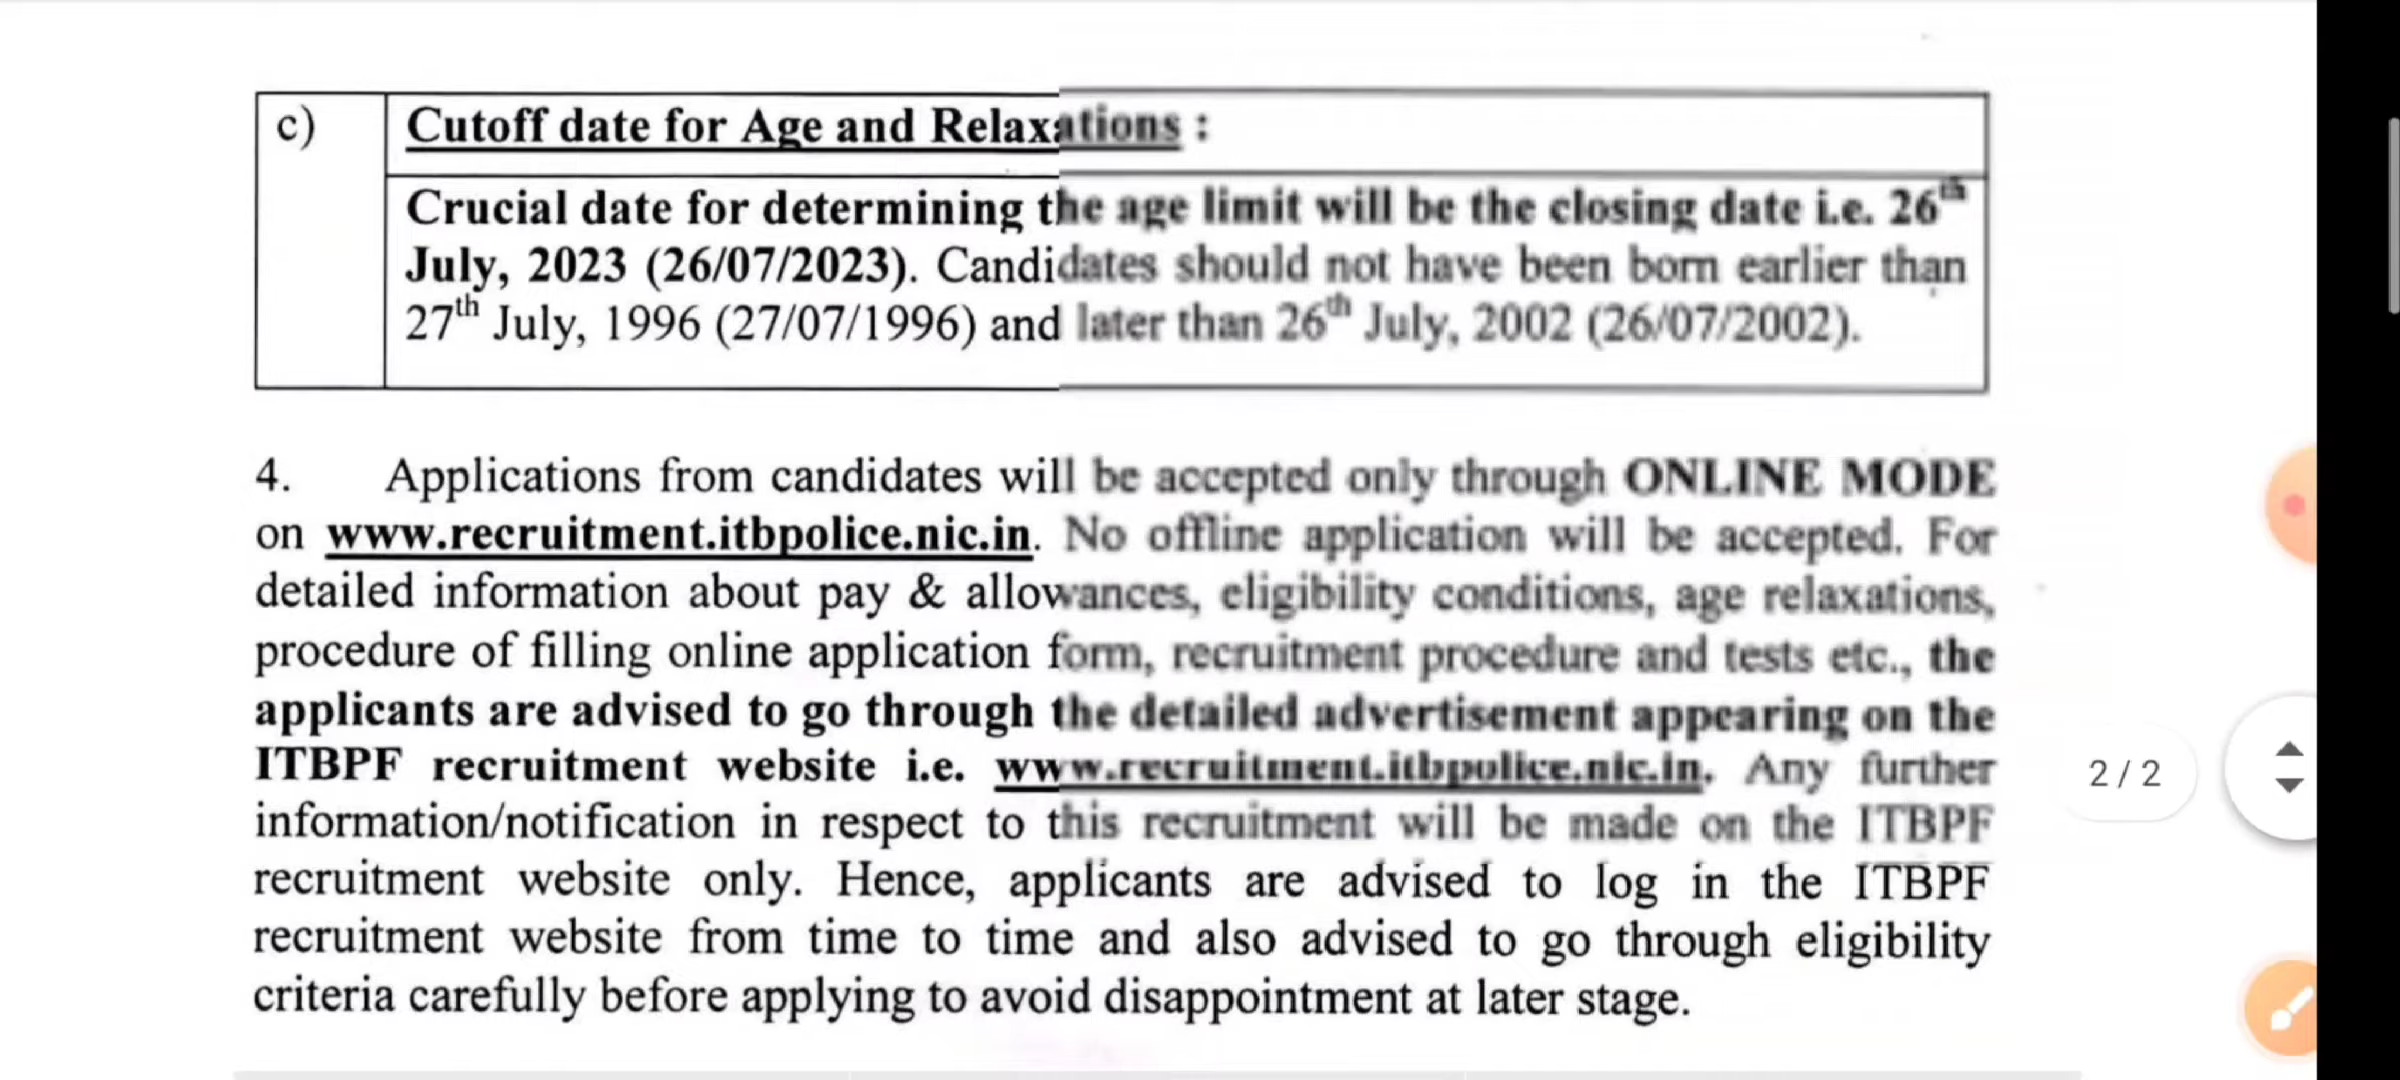 c)
Cutoff date for Age and Relaxations :
Crucial date for determining the age limit will be the closing date i.e. 26th
July, 2023 (26/07/2023). Candidates should not have been born earlier than
27th July, 1996 (27/07/1996) and later than 26th July, 2002 (26/07/2002).
4. Applications from candidates will be accepted only through ONLINE MODE
on www.recruitment.itbpolice.nic.in. No offline application will be accepted. For
detailed information about pay & allowances, eligibility conditions, age relaxations,
procedure of filling online application form, recruitment procedure and tests etc., the
applicants are advised to go through the detailed advertisement appearing on the
ITBPF recruitment website i.e. www.recruitment.itbpolice.nic.in. Any further
information/notification in respect to this recruitment will be made on the ITBPF
recruitment website only. Hence, applicants are advised to log in the ITBPF
recruitment website from time to time and also advised to go through eligibility
criteria carefully before applying to avoid disappointment at later stage.
2 / 2